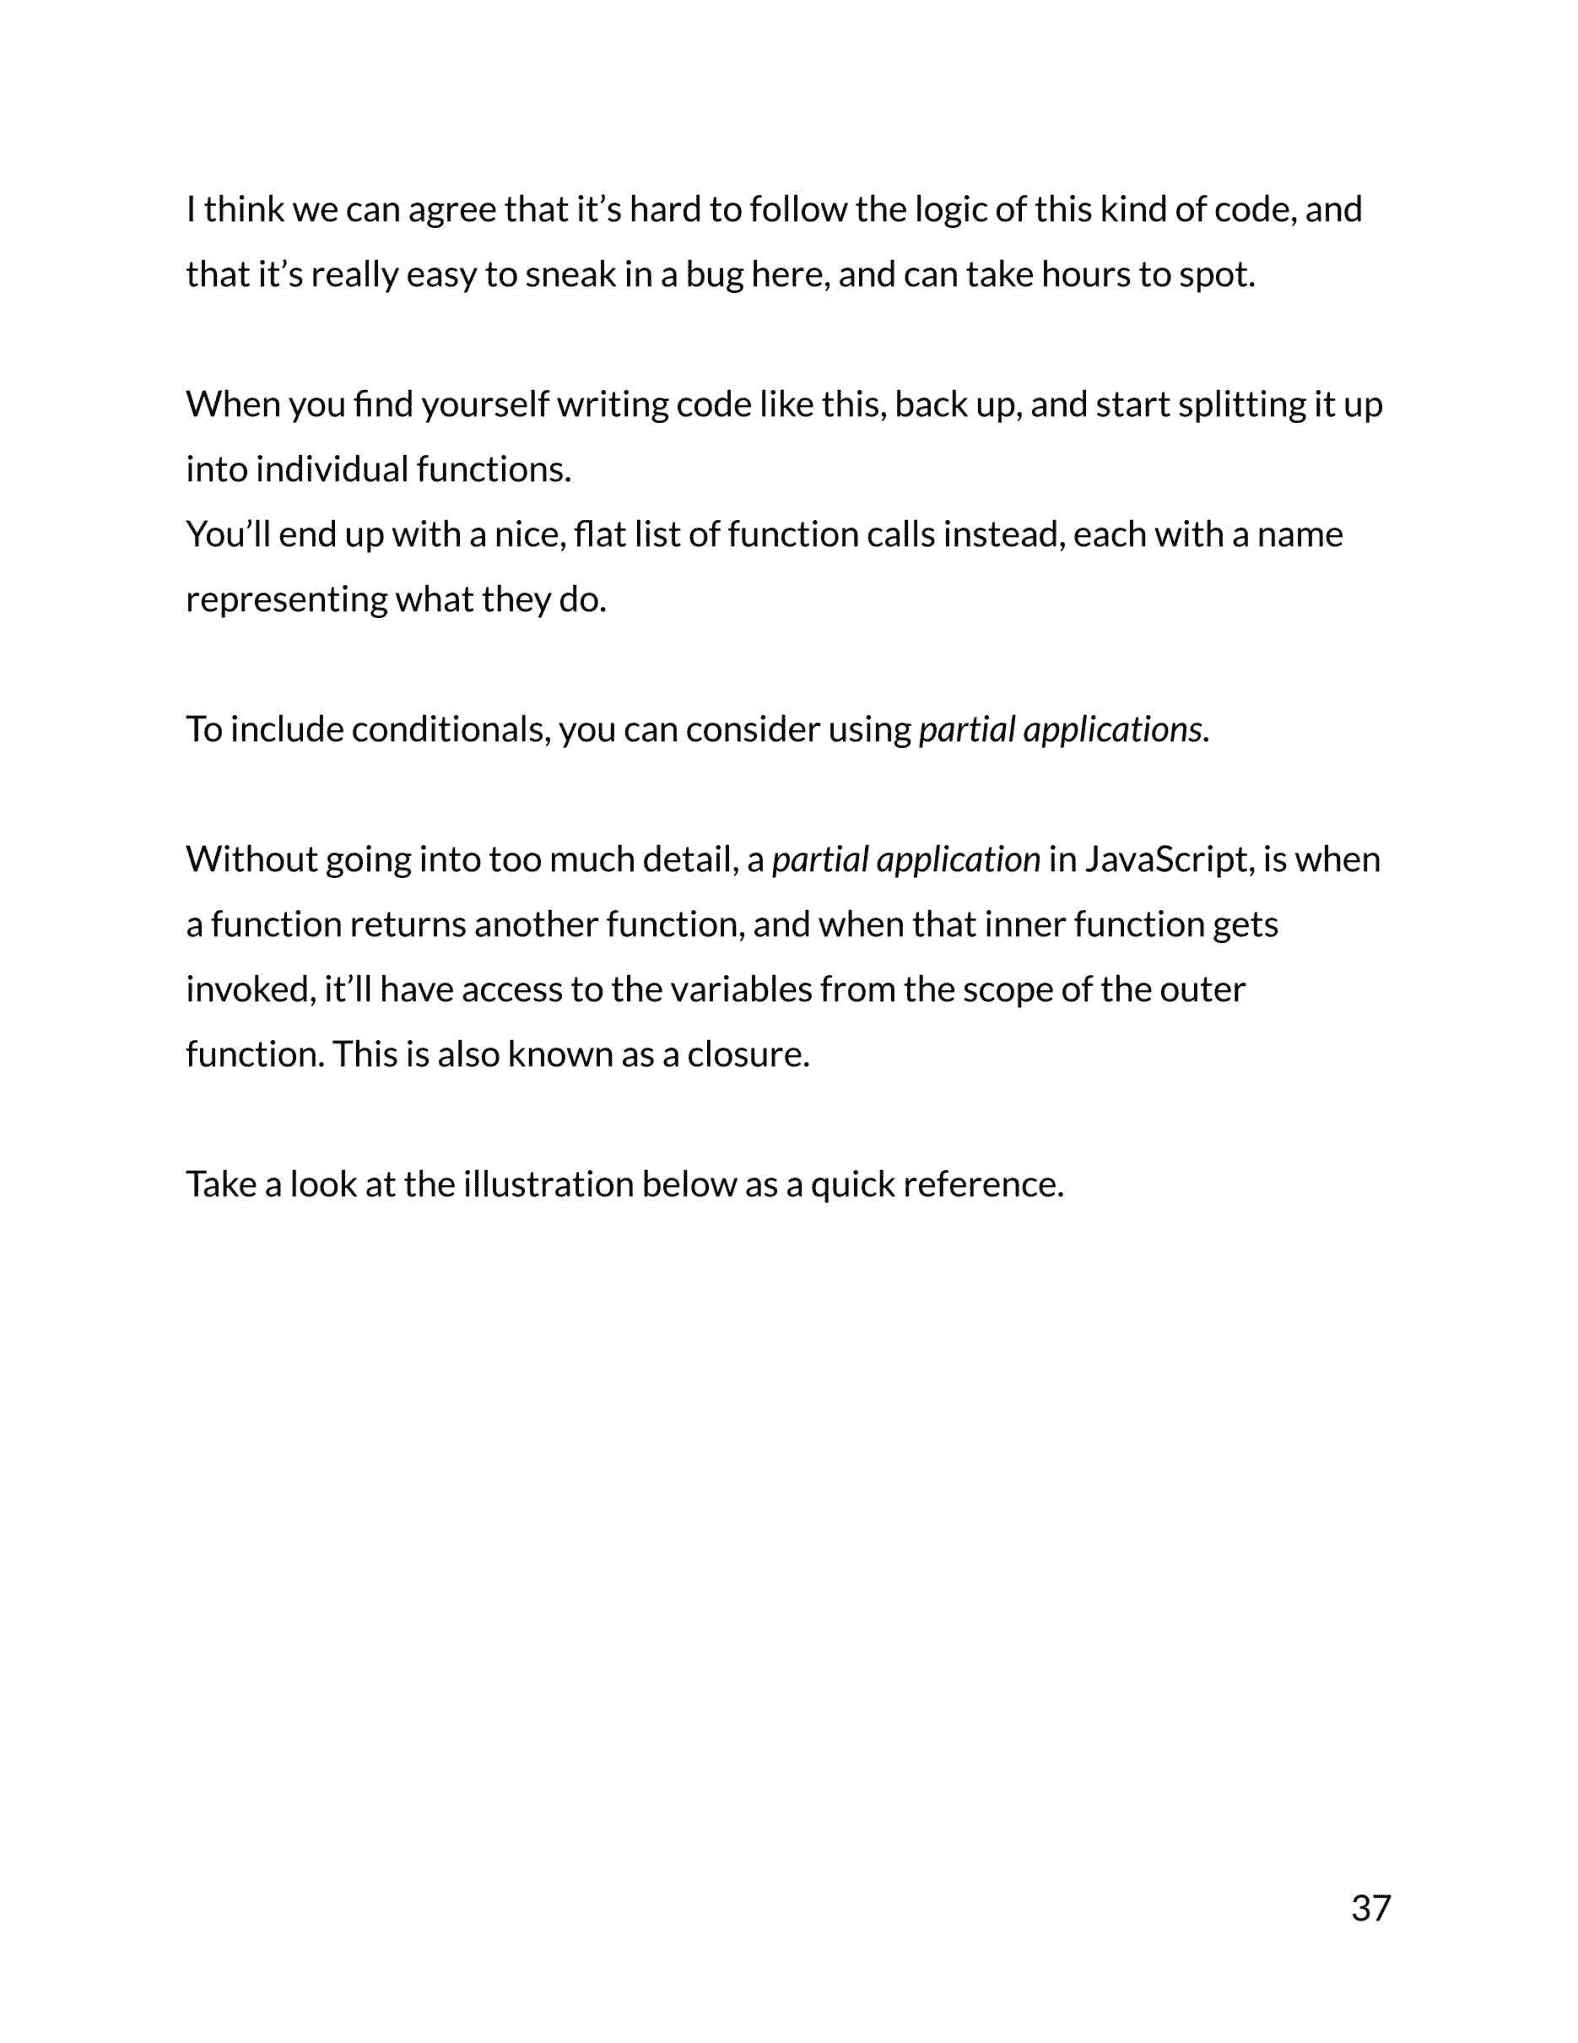 I think we can agree that it’s hard to follow the logic of this kind of code, and
that it’s really easy to sneak in a bug here, and can take hours to spot.
When you find yourself writing code like this, back up, and start splitting it up
into individual functions.
You’ll end up with a nice, flat list of function calls instead, each with a name
representing what they do.
To include conditionals, you can consider using partial applications.
Without going into too much detail, a partial application in JavaScript, is when
a function returns another function, and when that inner function gets
invoked, it’ll have access to the variables from the scope of the outer
function. This is also known as a closure.
Take a look at the illustration below as a quick reference.
37